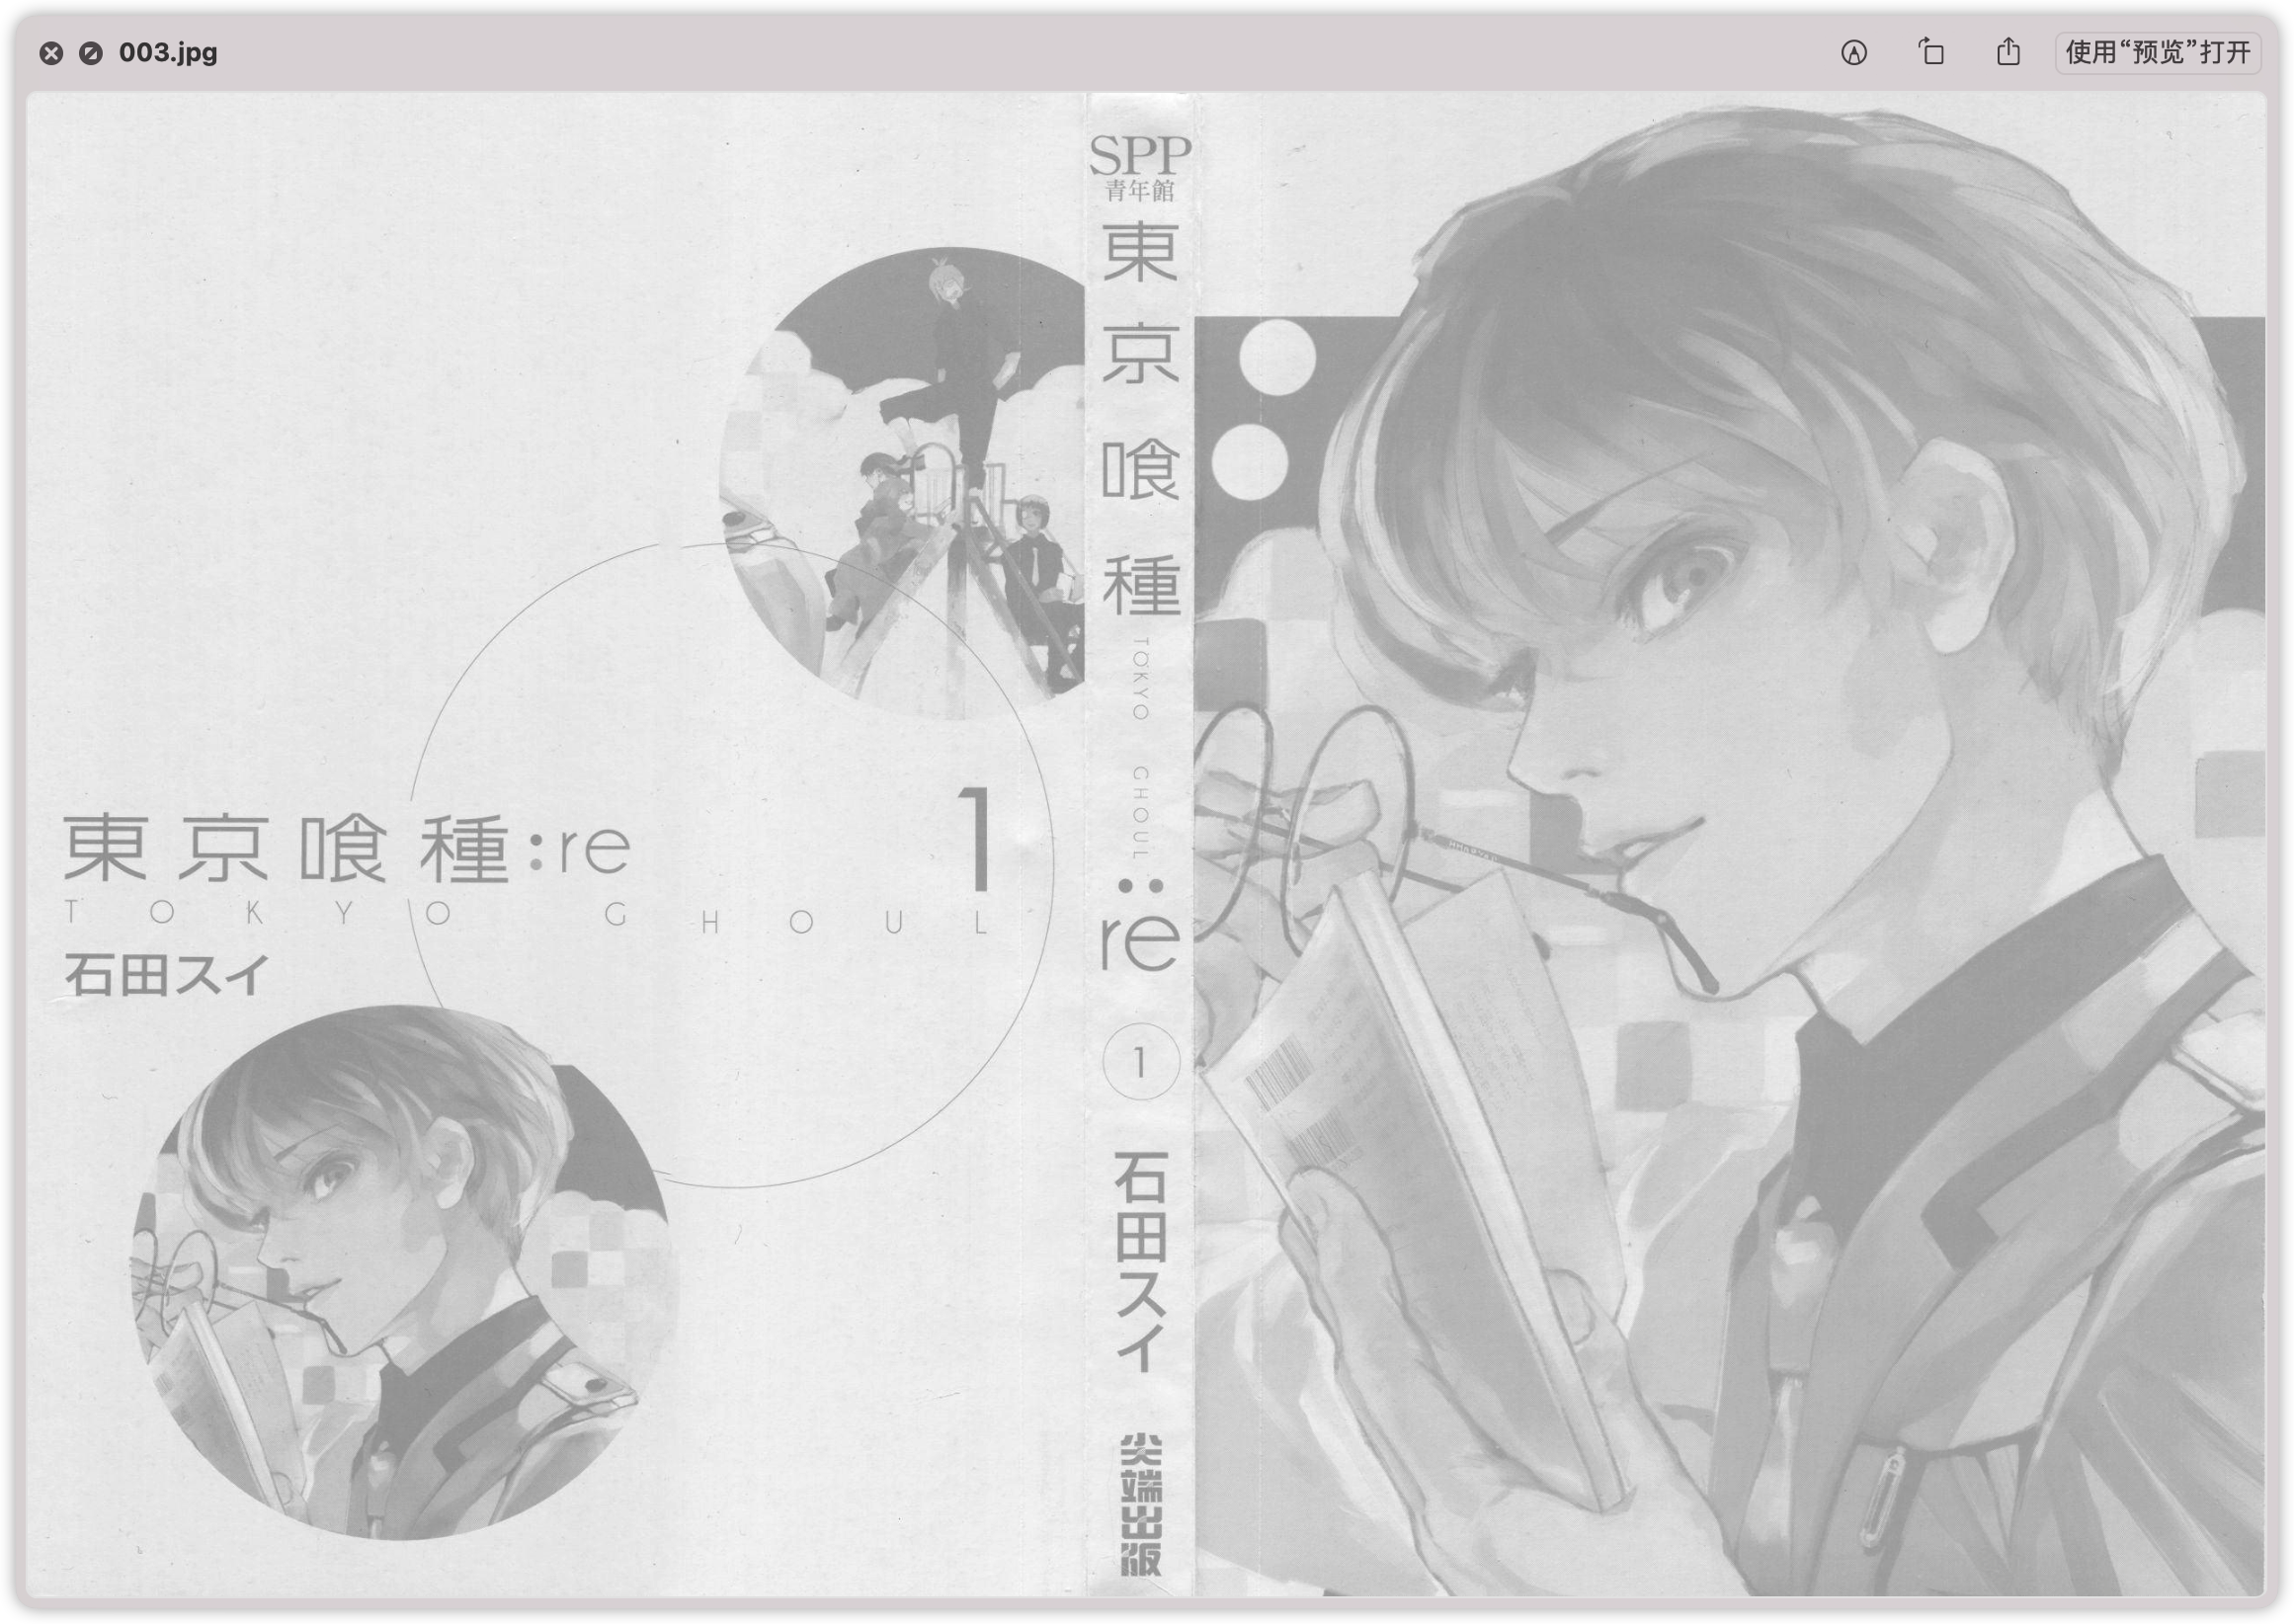 003.jpg
使用“预览”打开
東京喰種:re
1
TOKYO GHOUL
石田スイ
SPP
青年館
東京喰種
TOKYO GHOUL
:re
1
石田スイ
尖端出版